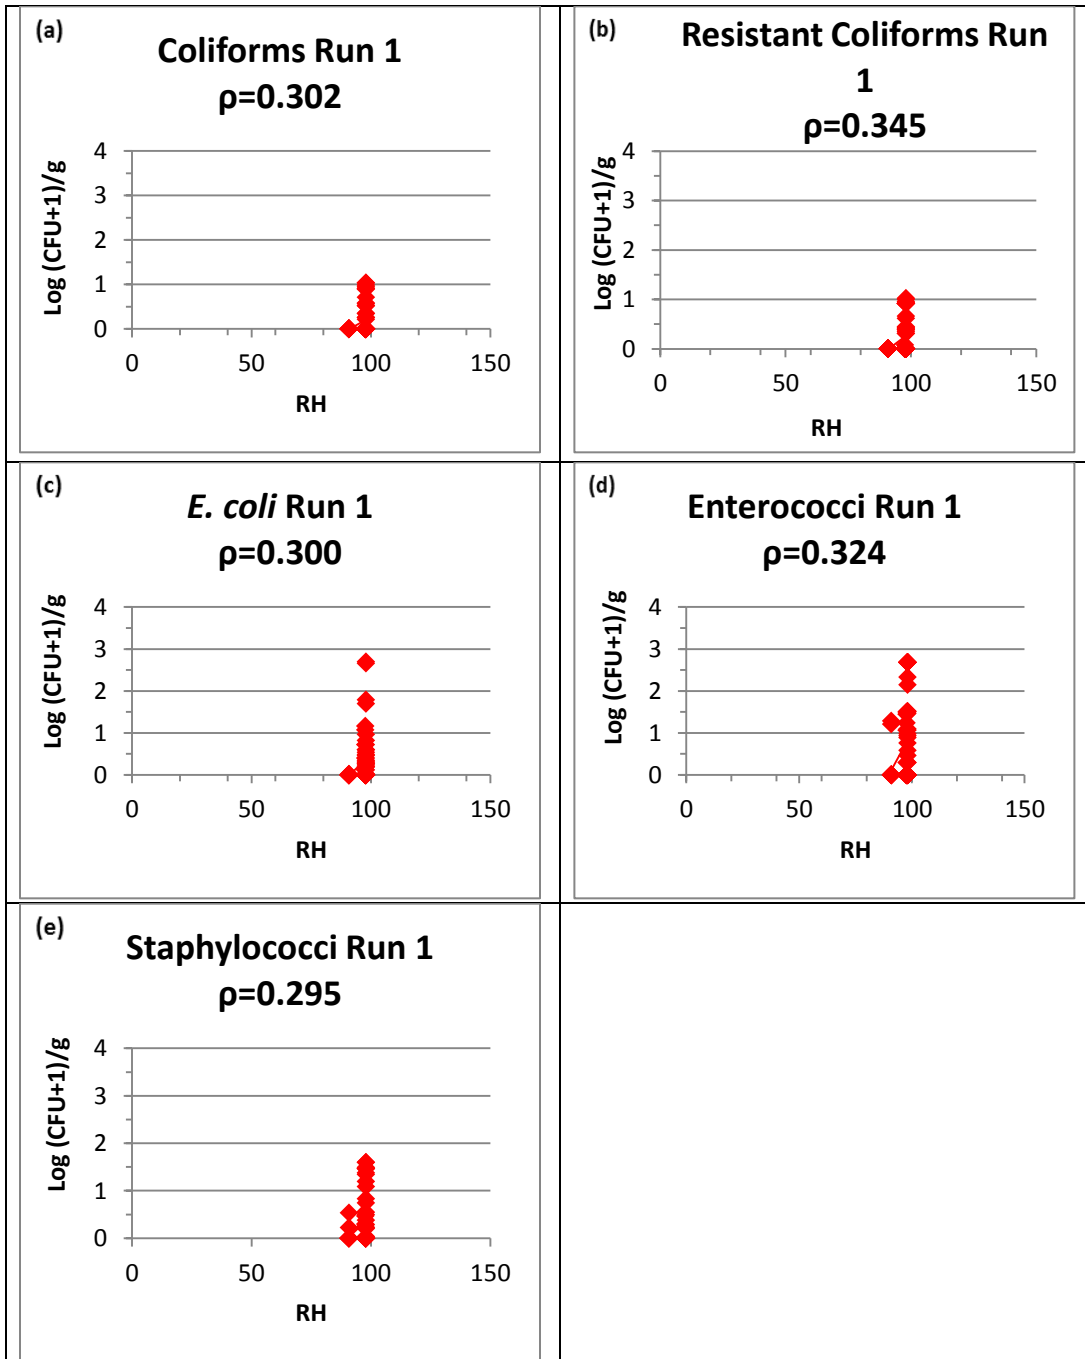 (a)
Coliforms Run 1
ρ=0.302
Log (CFU+1)/g
4
3
2
1
0
0 50 100 150
RH
(b)
Resistant Coliforms Run
1
ρ=0.345
Log (CFU+1)/g
4
3
2
1
0
0 50 100 150
RH
(c)
E. coli Run 1
ρ=0.300
Log (CFU+1)/g
4
3
2
1
0
0 50 100 150
RH
(d)
Enterococci Run 1
ρ=0.324
Log (CFU+1)/g
4
3
2
1
0
0 50 100 150
RH
(e)
Staphylococci Run 1
ρ=0.295
Log (CFU+1)/g
4
3
2
1
0
0 50 100 150
RH